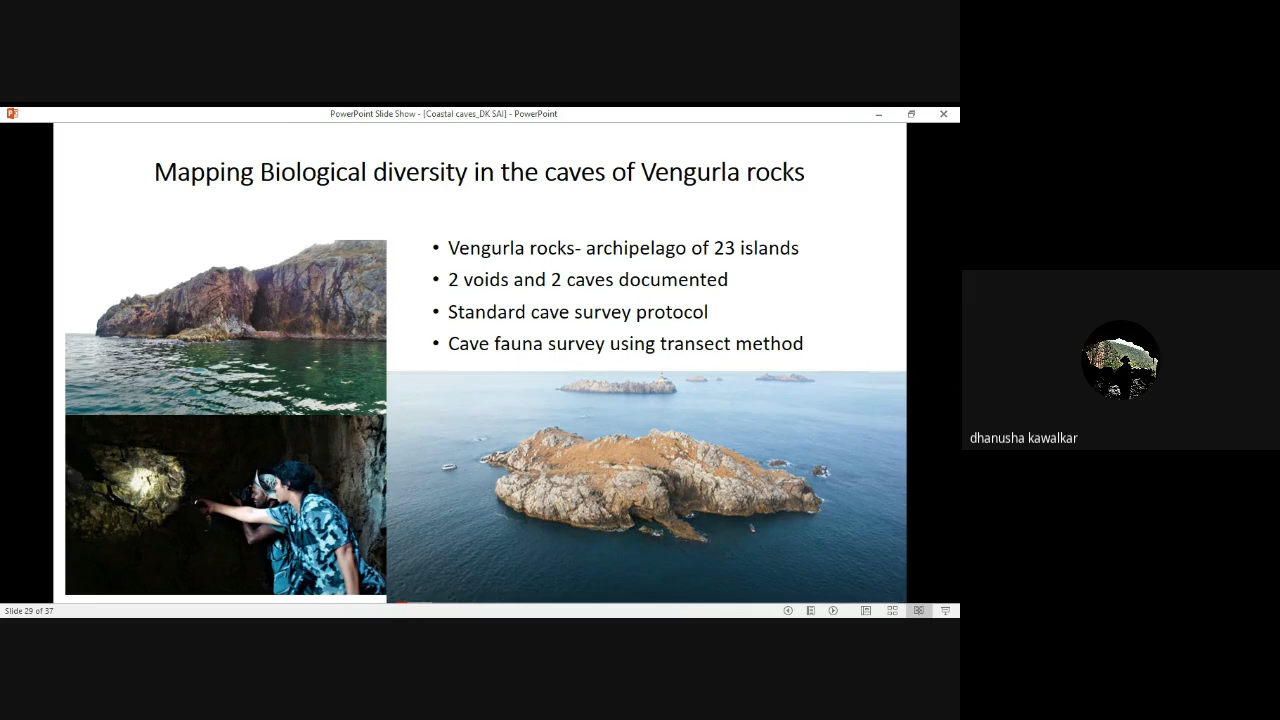 PowerPoint Slide Show - [Coastal caves_DK SAI] - PowerPoint
Mapping Biological diversity in the caves of Vengurla rocks
• Vengurla rocks- archipelago of 23 islands
• 2 voids and 2 caves documented
• Standard cave survey protocol
• Cave fauna survey using transect method
dhanusha kawalkar
Slide 29 of 37